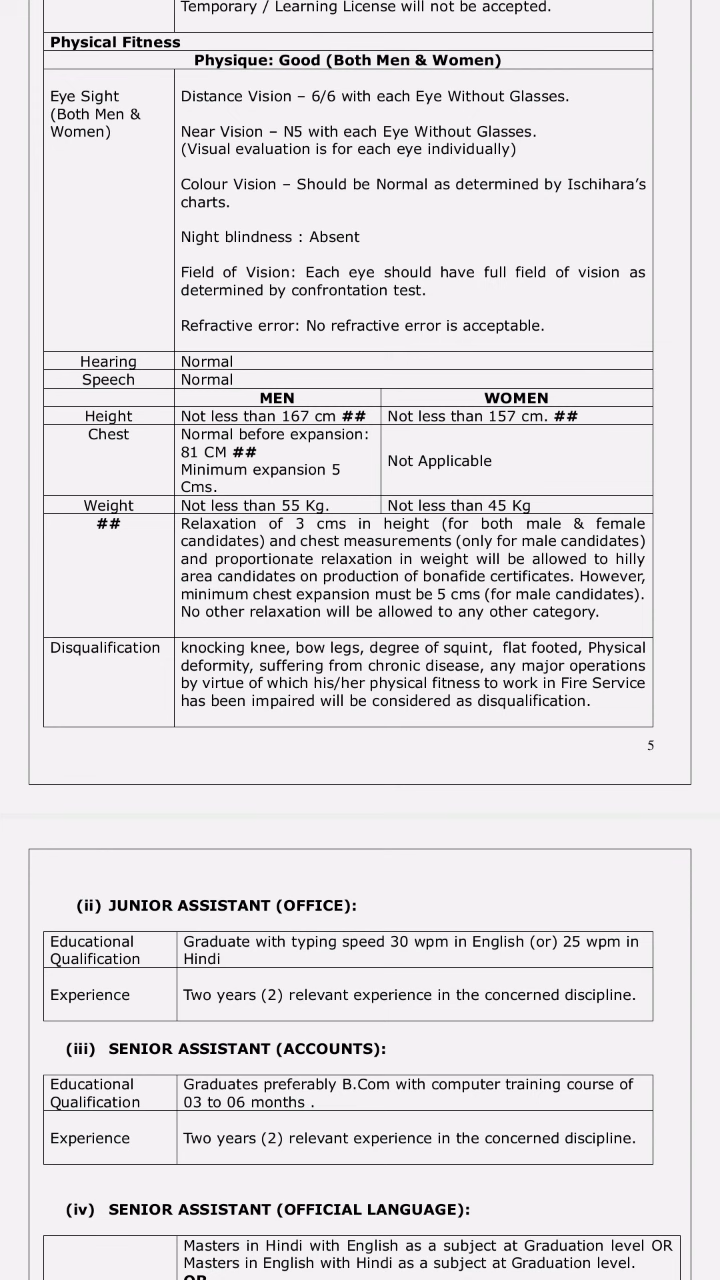 Temporary / Learning License will not be accepted.
Physical Fitness
Physique: Good (Both Men & Women)
Eye Sight
(Both Men &
Women)
Distance Vision – 6/6 with each Eye Without Glasses.
Near Vision – N5 with each Eye Without Glasses.
(Visual evaluation is for each eye individually)
Colour Vision – Should be Normal as determined by Ischihara's
charts.
Night blindness : Absent
Field of Vision: Each eye should have full field of vision as
determined by confrontation test.
Refractive error: No refractive error is acceptable.
Hearing Normal
Speech Normal
MEN WOMEN
Height Not less than 167 cm ## Not less than 157 cm. ##
Chest
Normal before expansion:
81 CM ##
Minimum expansion 5
Cms.
Not Applicable
Weight Not less than 55 Kg. Not less than 45 Kg
##
Relaxation of 3 cms in height (for both male & female
candidates) and chest measurements (only for male candidates)
and proportionate relaxation in weight will be allowed to hilly
area candidates on production of bonafide certificates. However,
minimum chest expansion must be 5 cms (for male candidates).
No other relaxation will be allowed to any other category.
Disqualification
knocking knee, bow legs, degree of squint, flat footed, Physical
deformity, suffering from chronic disease, any major operations
by virtue of which his/her physical fitness to work in Fire Service
has been impaired will be considered as disqualification.
5
(ii) JUNIOR ASSISTANT (OFFICE):
Educational
Qualification
Graduate with typing speed 30 wpm in English (or) 25 wpm in
Hindi
Experience Two years (2) relevant experience in the concerned discipline.
(iii) SENIOR ASSISTANT (ACCOUNTS):
Educational
Qualification
Graduates preferably B.Com with computer training course of
03 to 06 months .
Experience Two years (2) relevant experience in the concerned discipline.
(iv) SENIOR ASSISTANT (OFFICIAL LANGUAGE):
Masters in Hindi with English as a subject at Graduation level OR
Masters in English with Hindi as a subject at Graduation level.
OR